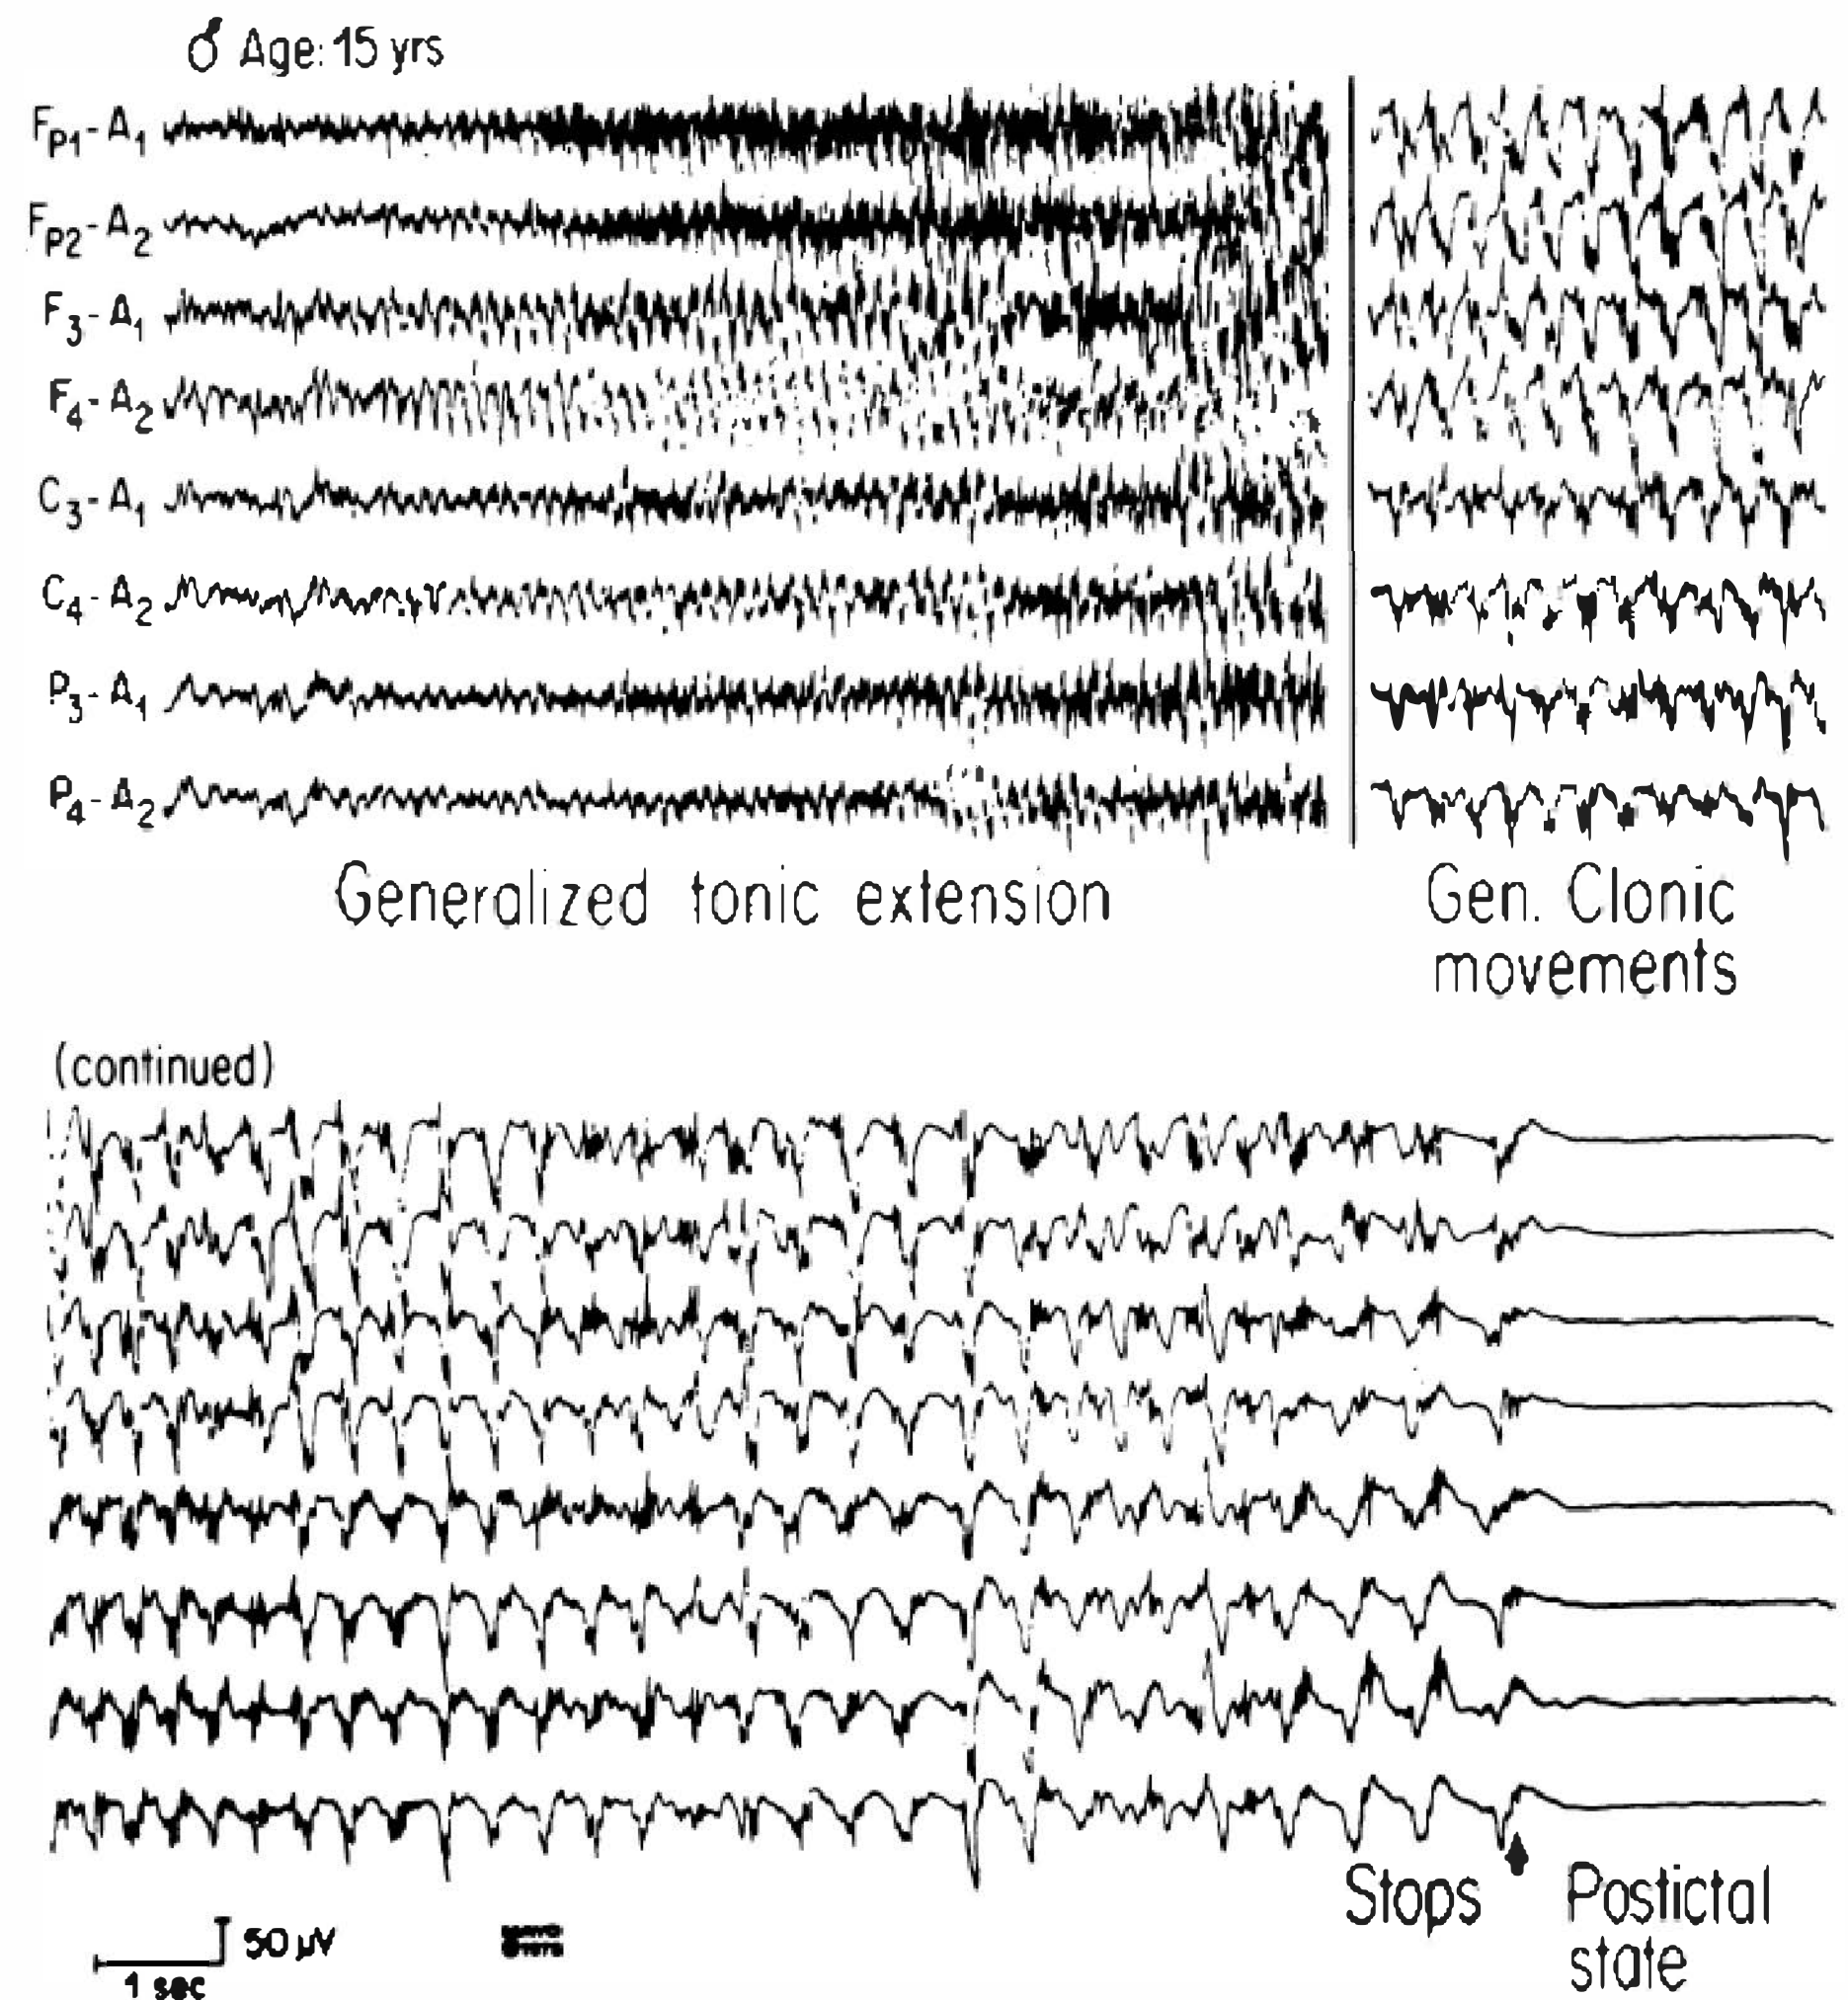 ♂ Age: 15 yrs
Fp1 - A1
Fp2 - A2
F3 - A1
F4 - A2
C3 - A1
C4 - A2
P3 - A1
P4 - A2
Generalized tonic extension
Gen. Clonic
movements
(continued)
Stops
Postictal
state
50 µV
1 sec